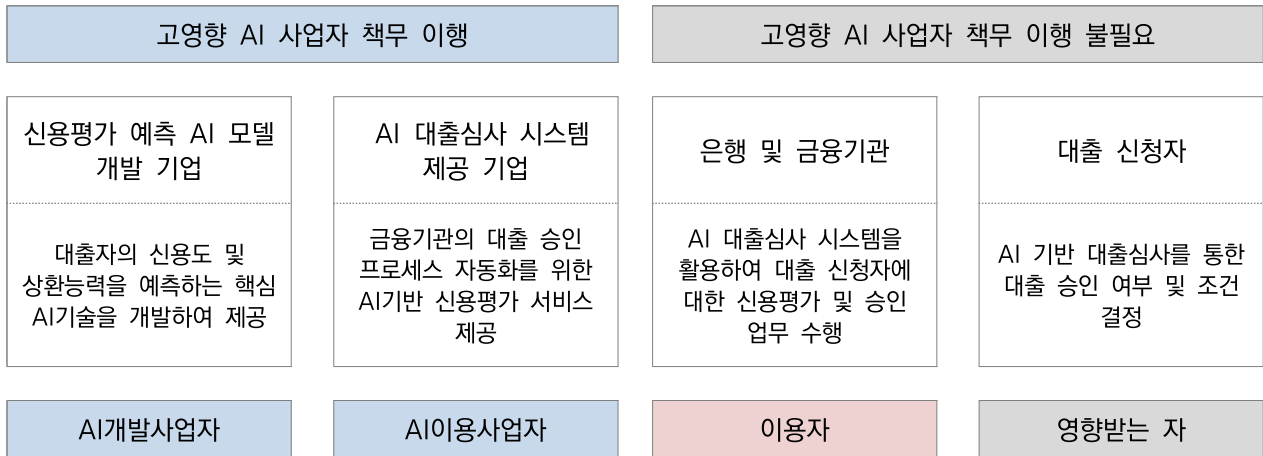 고영향 AI 사업자 책무 이행
고영향 AI 사업자 책무 이행 불필요
신용평가 예측 AI 모델
개발 기업
대출자의 신용도 및
상환능력을 예측하는 핵심
AI기술을 개발하여 제공
AI개발사업자
AI 대출심사 시스템
제공 기업
금융기관의 대출 승인
프로세스 자동화를 위한
AI기반 신용평가 서비스
제공
AI이용사업자
은행 및 금융기관
AI 대출심사 시스템을
활용하여 대출 신청자에
대한 신용평가 및 승인
업무 수행
이용자
대출 신청자
AI 기반 대출심사를 통한
대출 승인 여부 및 조건
결정
영향받는 자